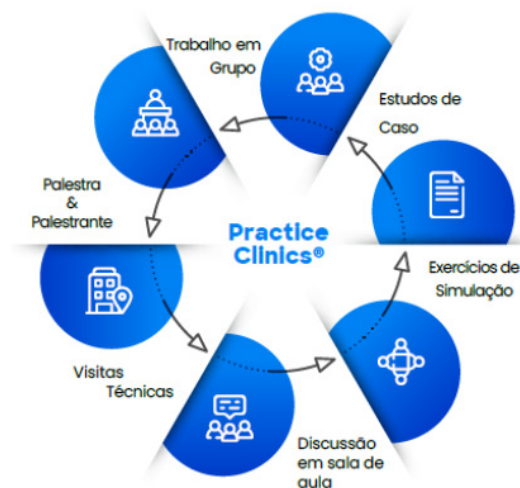 Trabalho em
Grupo
Estudos de
Caso
Palestra
&
Palestrante
Practice
Clinics®
Exercícios de
Simulação
Visitas
Técnicas
Discussão
em sala de
aula